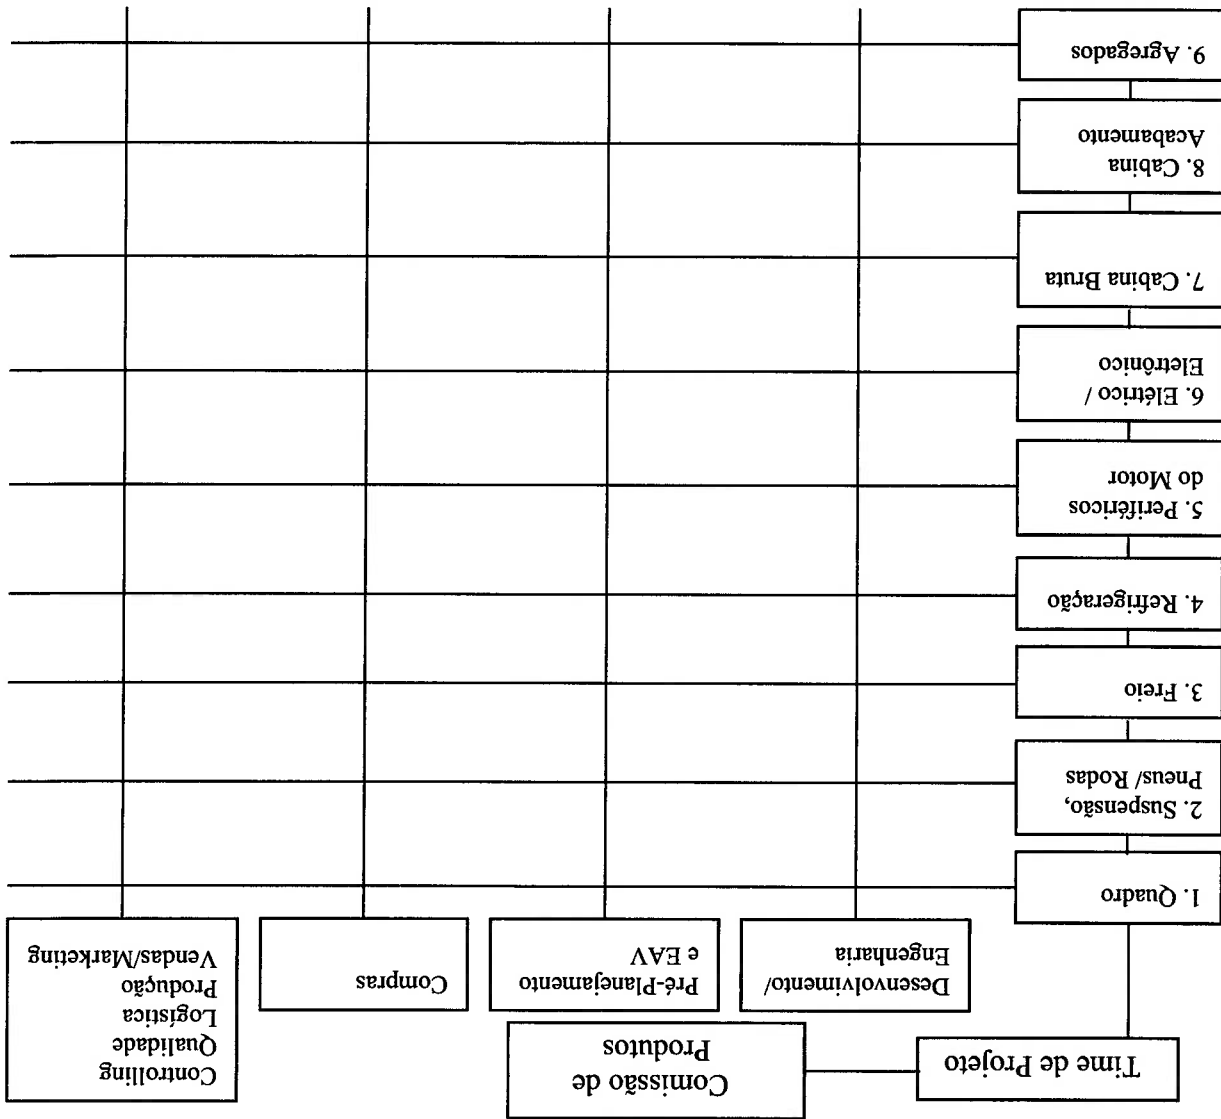 Time de Projeto
Comissão de
Produtos
Desenvolvimento/
Engenharia
Pré-Planejamento
e EAV
Compras
Controlling
Qualidade
Logística
Produção
Vendas/Marketing
1. Quadro
2. Suspensão,
Pneus/ Rodas
3. Freio
4. Refrigeração
5. Periféricos
do Motor
6. Elétrico /
Eletrônico
7. Cabina Bruta
8. Cabina
Acabamento
9. Agregados